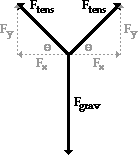 Ftens Ftens
Fy Fy
Θ Θ
Fx Fx
Fgrav